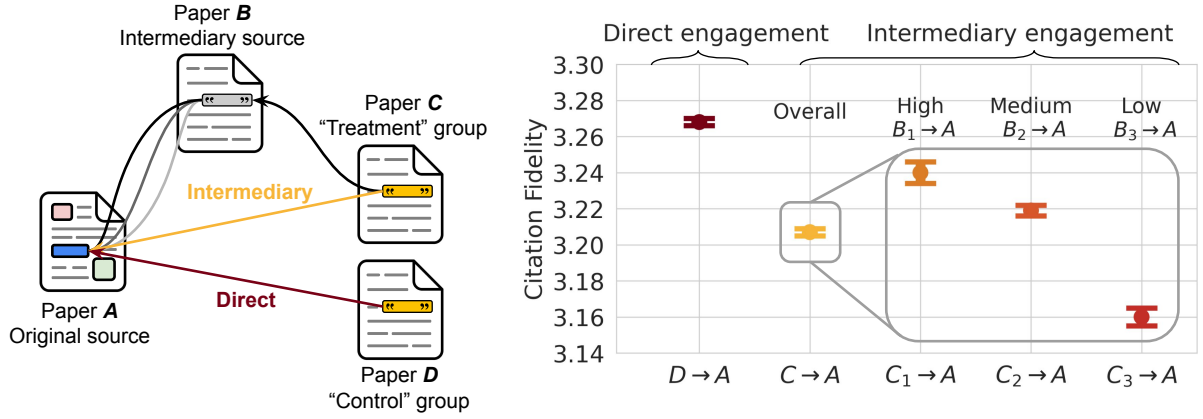 Paper B
Intermediary source
Paper C
“Treatment” group
Intermediary
Direct
Paper A
Original source
Paper D
“Control” group
Direct engagement
Intermediary engagement
Citation Fidelity
3.30
3.28
3.26
3.24
3.22
3.20
3.18
3.16
3.14
Overall
High
B₁ → A
Medium
B₂ → A
Low
B₃ → A
D → A
C → A
C₁ → A
C₂ → A
C₃ → A